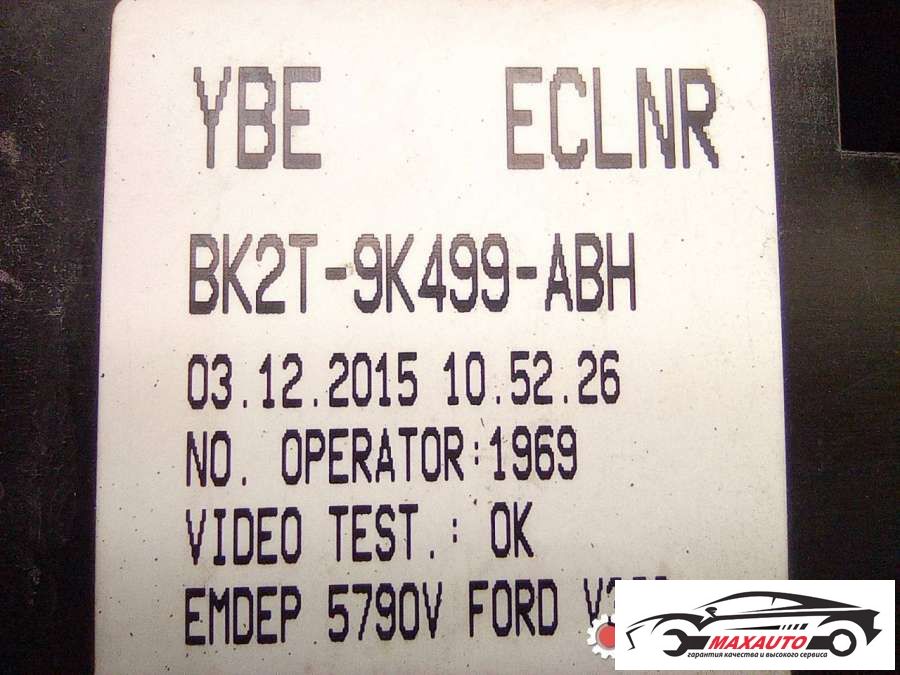 YBE ECLNR
BK2T-9K499-ABH
03.12.2015 10.52.26
NO. OPERATOR:1969
VIDEO TEST.: OK
EMDEP 5790V FORD
MAXAUTO
гарантия качества и высокого сервиса